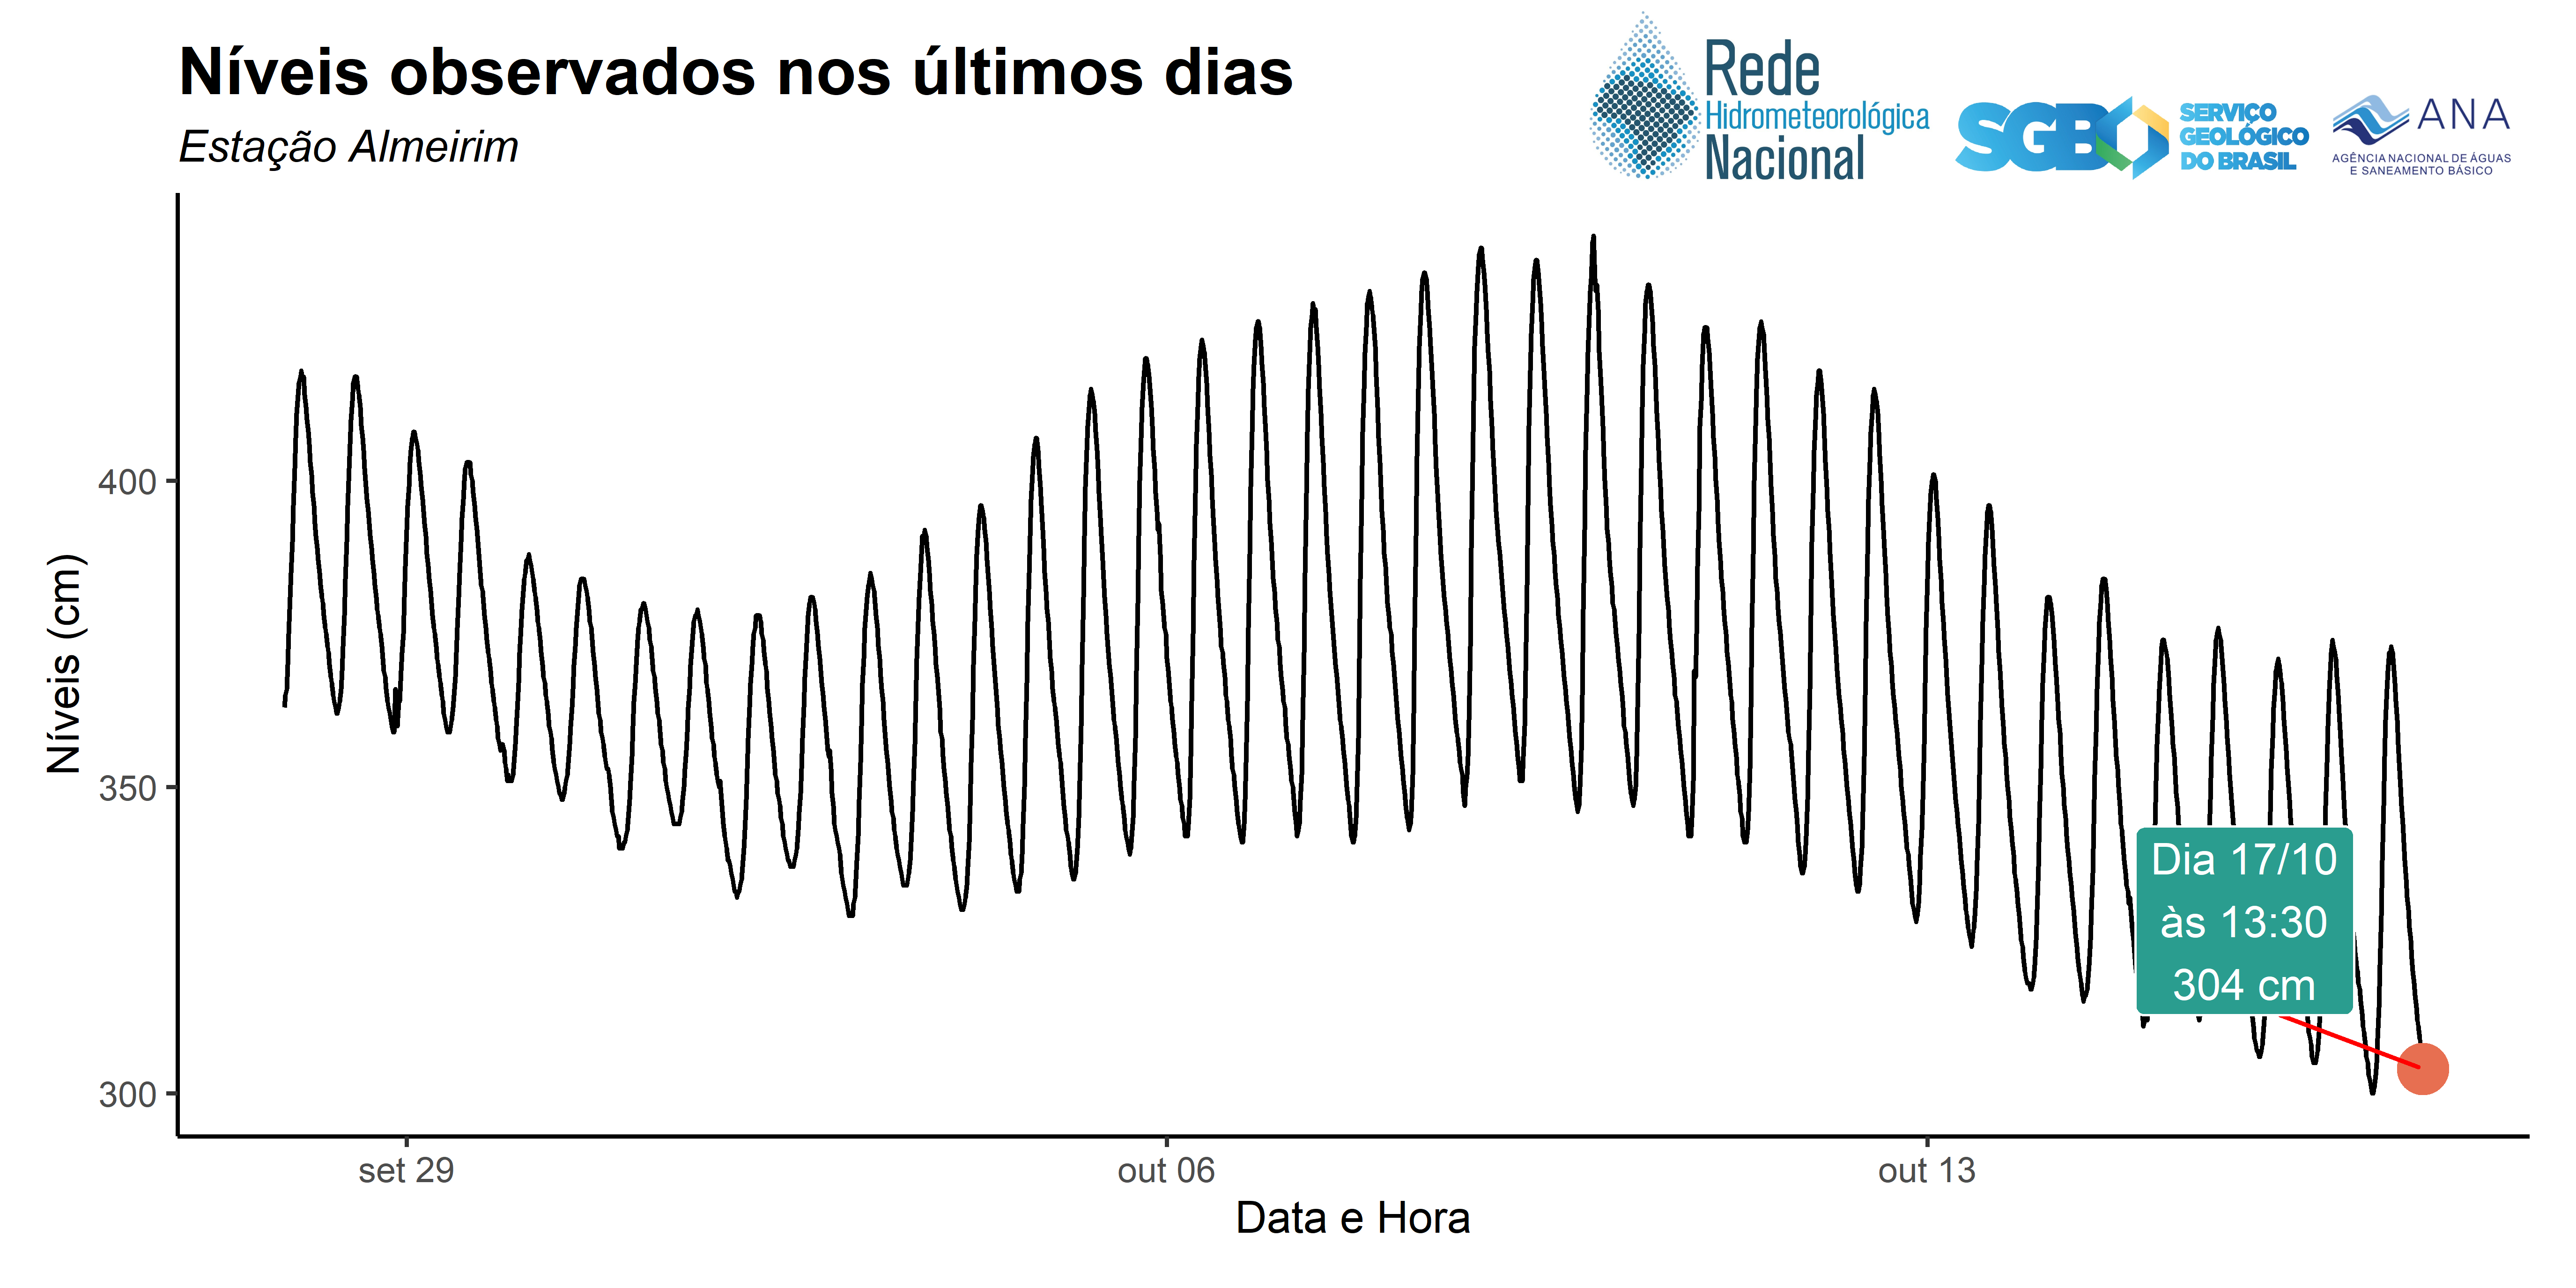 Níveis observados nos últimos dias
Estação Almeirim
Rede
Hidrometeorológica
Nacional
SGB
SERVIÇO
GEOLÓGICO
DO BRASIL
ANA
AGÊNCIA NACIONAL DE ÁGUAS
E SANEAMENTO BÁSICO
Níveis (cm)
400
350
300
Dia 17/10
às 13:30
304 cm
set 29
out 06
out 13
Data e Hora